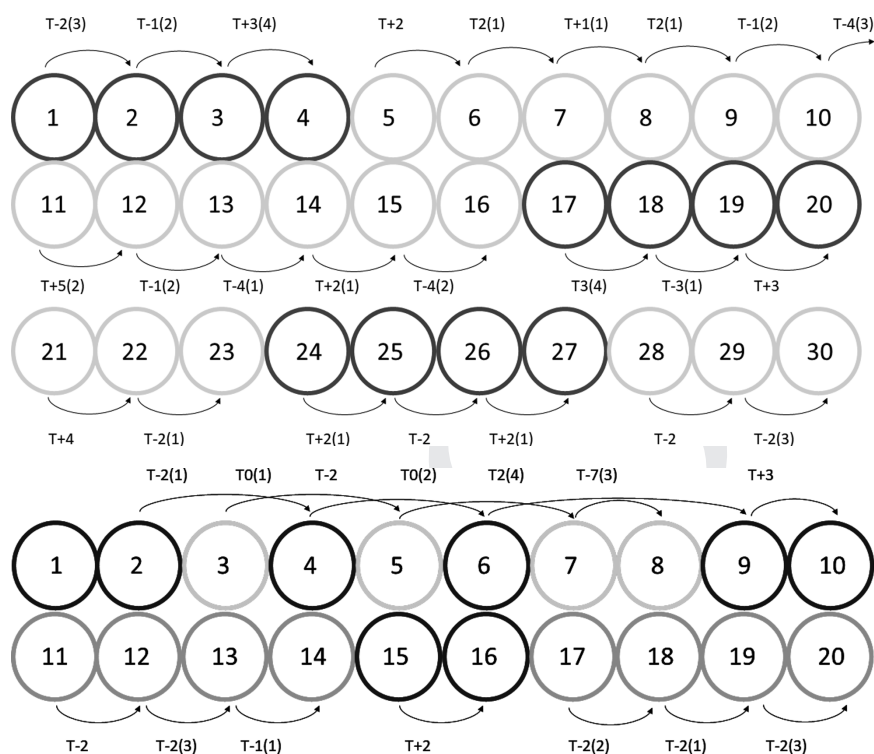 T-2(3) T-1(2) T+3(4) T+2 T2(1) T+1(1) T2(1) T-1(2) T-4(3)
1 2 3 4 5 6 7 8 9 10
11 12 13 14 15 16 17 18 19 20
T+5(2) T-1(2) T-4(1) T+2(1) T-4(2) T3(4) T-3(1) T+3
21 22 23 24 25 26 27 28 29 30
T+4 T-2(1) T+2(1) T-2 T+2(1) T-2 T-2(3)
T-2(1) T0(1) T-2 T0(2) T2(4) T-7(3) T+3
1 2 3 4 5 6 7 8 9 10
11 12 13 14 15 16 17 18 19 20
T-2 T-2(3) T-1(1) T+2 T-2(2) T-2(1) T-2(3)